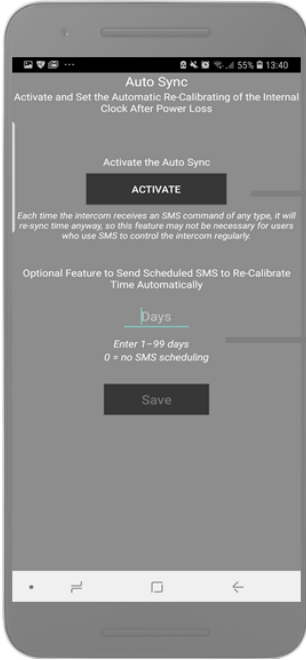 55% 13:40
Auto Sync
Activate and Set the Automatic Re-Calibrating of the Internal
Clock After Power Loss
Activate the Auto Sync
ACTIVATE
Each time the intercom receives an SMS command of any type, it will
re-sync time anyway, so this feature may not be necessary for users
who use SMS to control the intercom regularly.
Optional Feature to Send Scheduled SMS to Re-Calibrate
Time Automatically
Days
Enter 1–99 days
0 = no SMS scheduling
Save